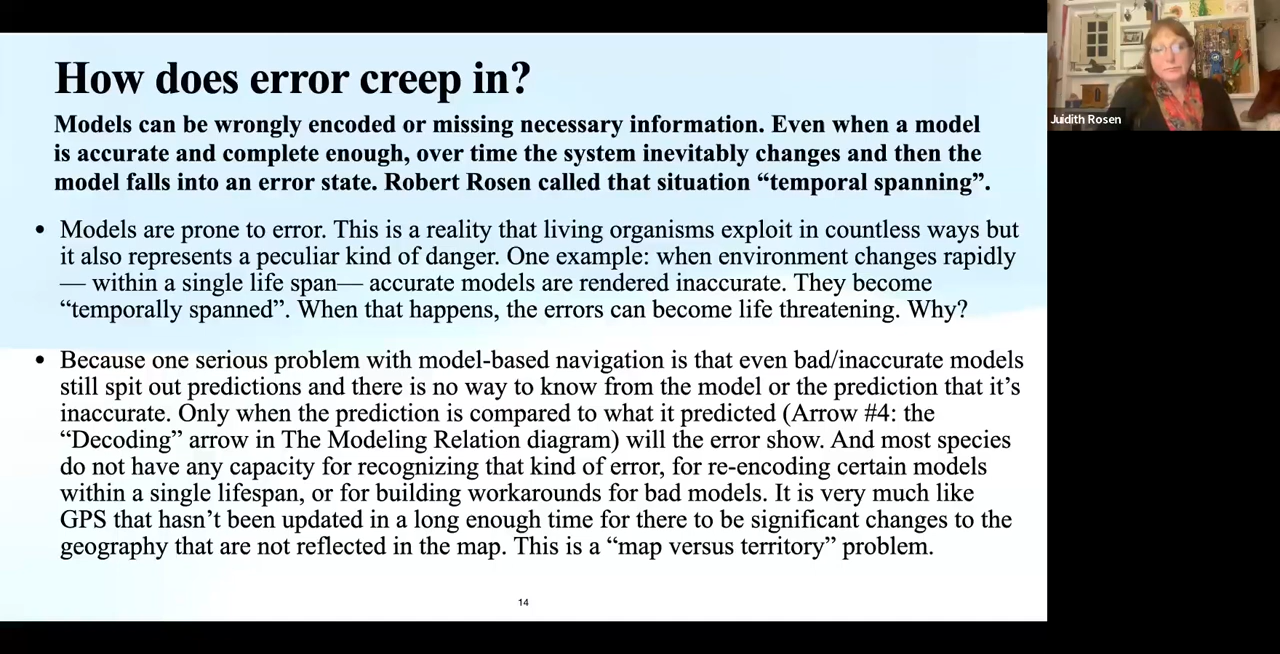 How does error creep in?
Models can be wrongly encoded or missing necessary information. Even when a model
is accurate and complete enough, over time the system inevitably changes and then the
model falls into an error state. Robert Rosen called that situation “temporal spanning”.
• Models are prone to error. This is a reality that living organisms exploit in countless ways but
it also represents a peculiar kind of danger. One example: when environment changes rapidly
— within a single life span— accurate models are rendered inaccurate. They become
“temporally spanned”. When that happens, the errors can become life threatening. Why?
• Because one serious problem with model-based navigation is that even bad/inaccurate models
still spit out predictions and there is no way to know from the model or the prediction that it’s
inaccurate. Only when the prediction is compared to what it predicted (Arrow #4: the
“Decoding” arrow in The Modeling Relation diagram) will the error show. And most species
do not have any capacity for recognizing that kind of error, for re-encoding certain models
within a single lifespan, or for building workarounds for bad models. It is very much like
GPS that hasn’t been updated in a long enough time for there to be significant changes to the
geography that are not reflected in the map. This is a “map versus territory” problem.
14
Juidith Rosen